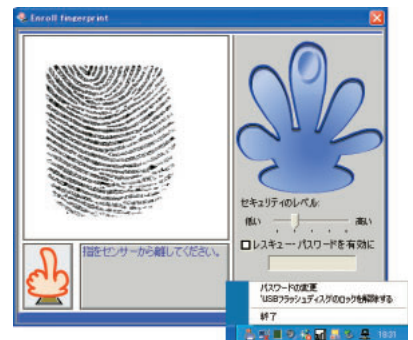 Enroll fingerprint
セキュリティのレベル:
低い 高い
レスキュー・パスワードを有効に
指をセンサーから離してください。
パスワードの変更
'USBフラッシュディスクのロックを解除する
終了
18:21